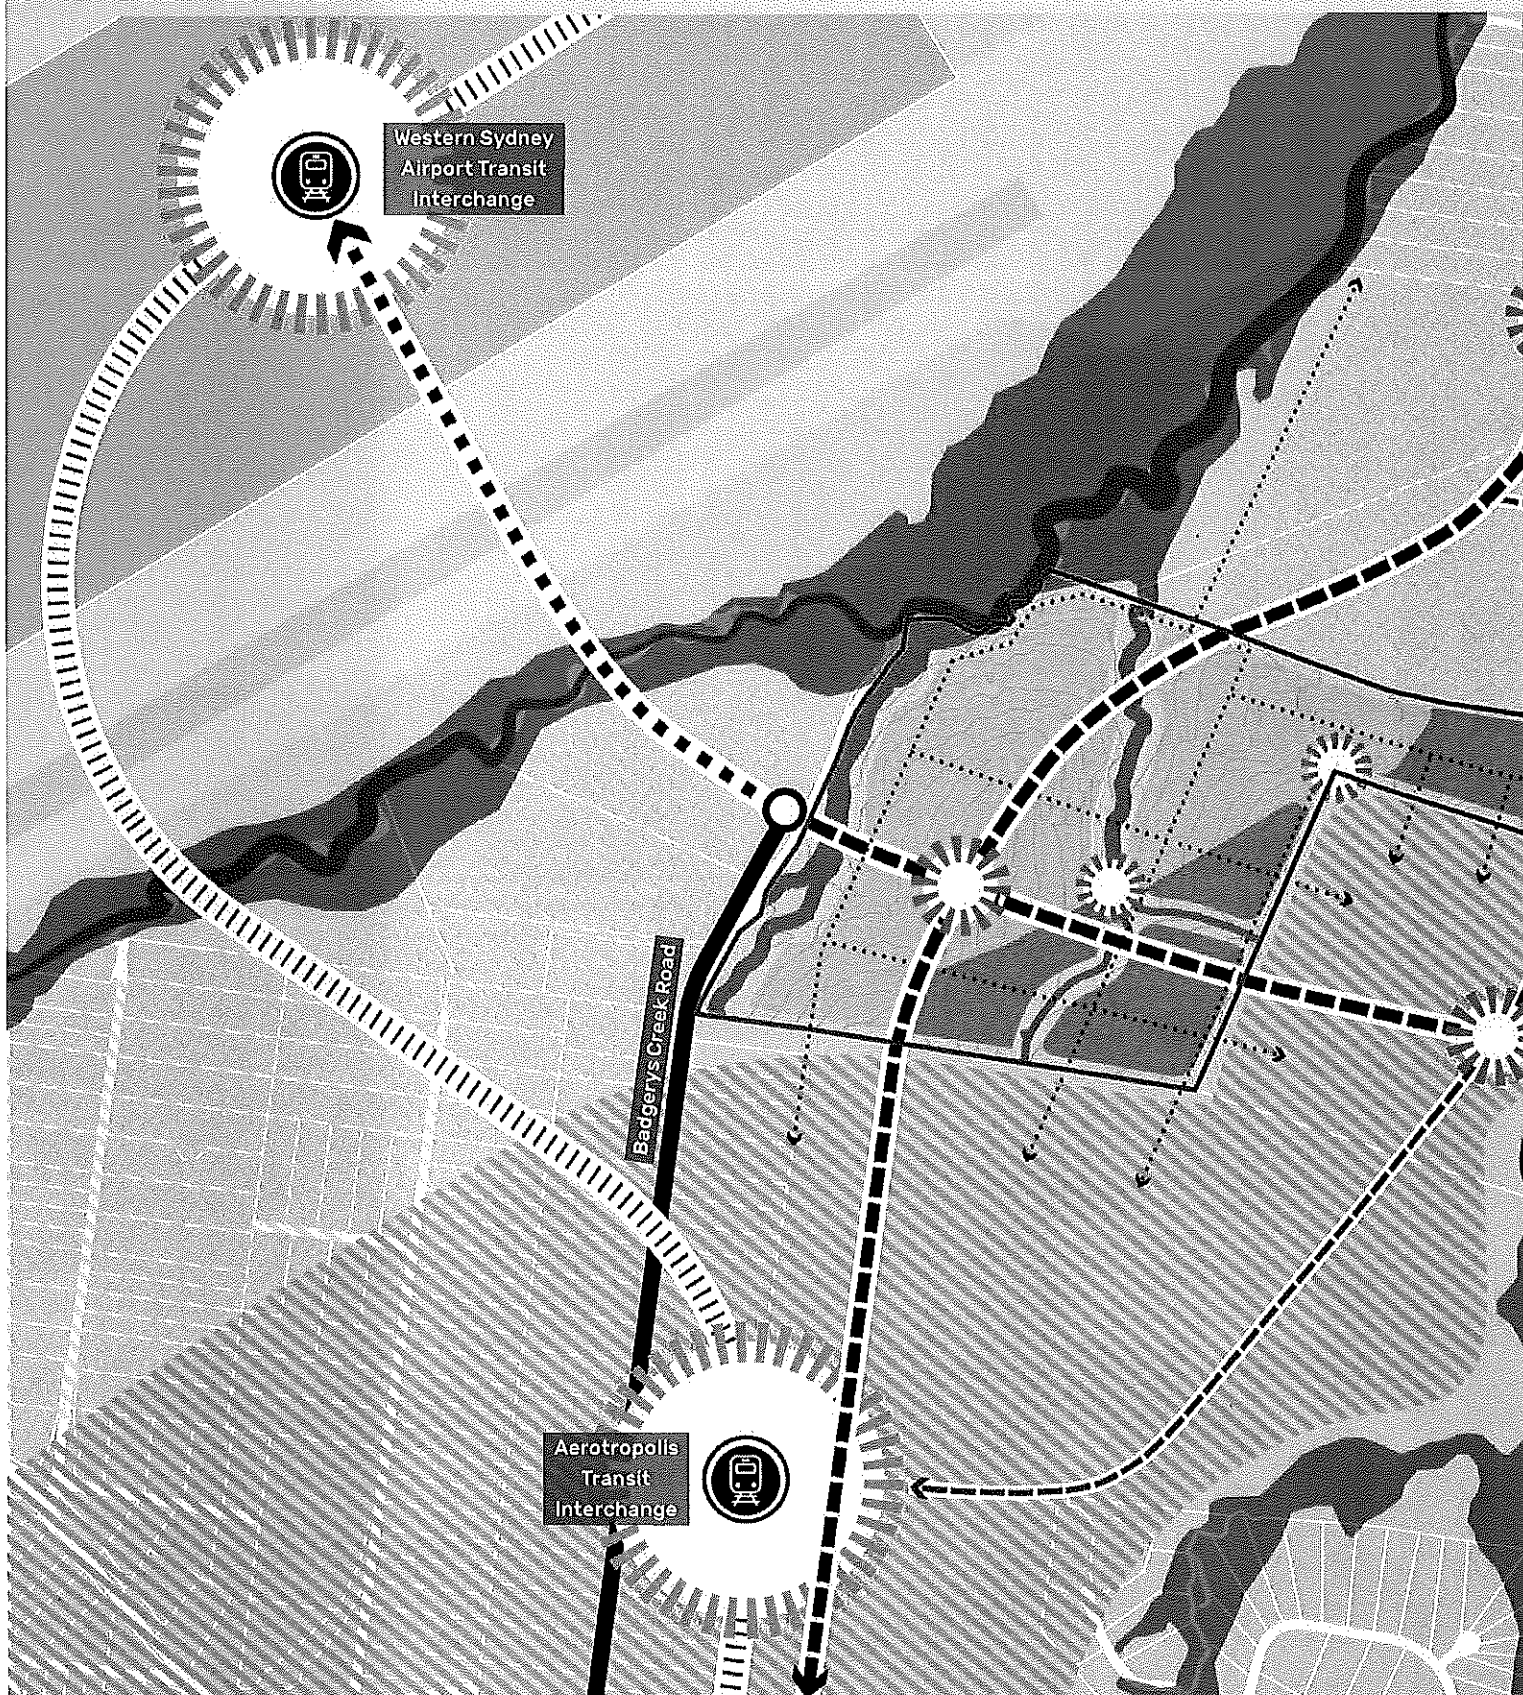 Western Sydney
Airport Transit
Interchange
Badgerys Creek Road
Aerotropolis
Transit
Interchange